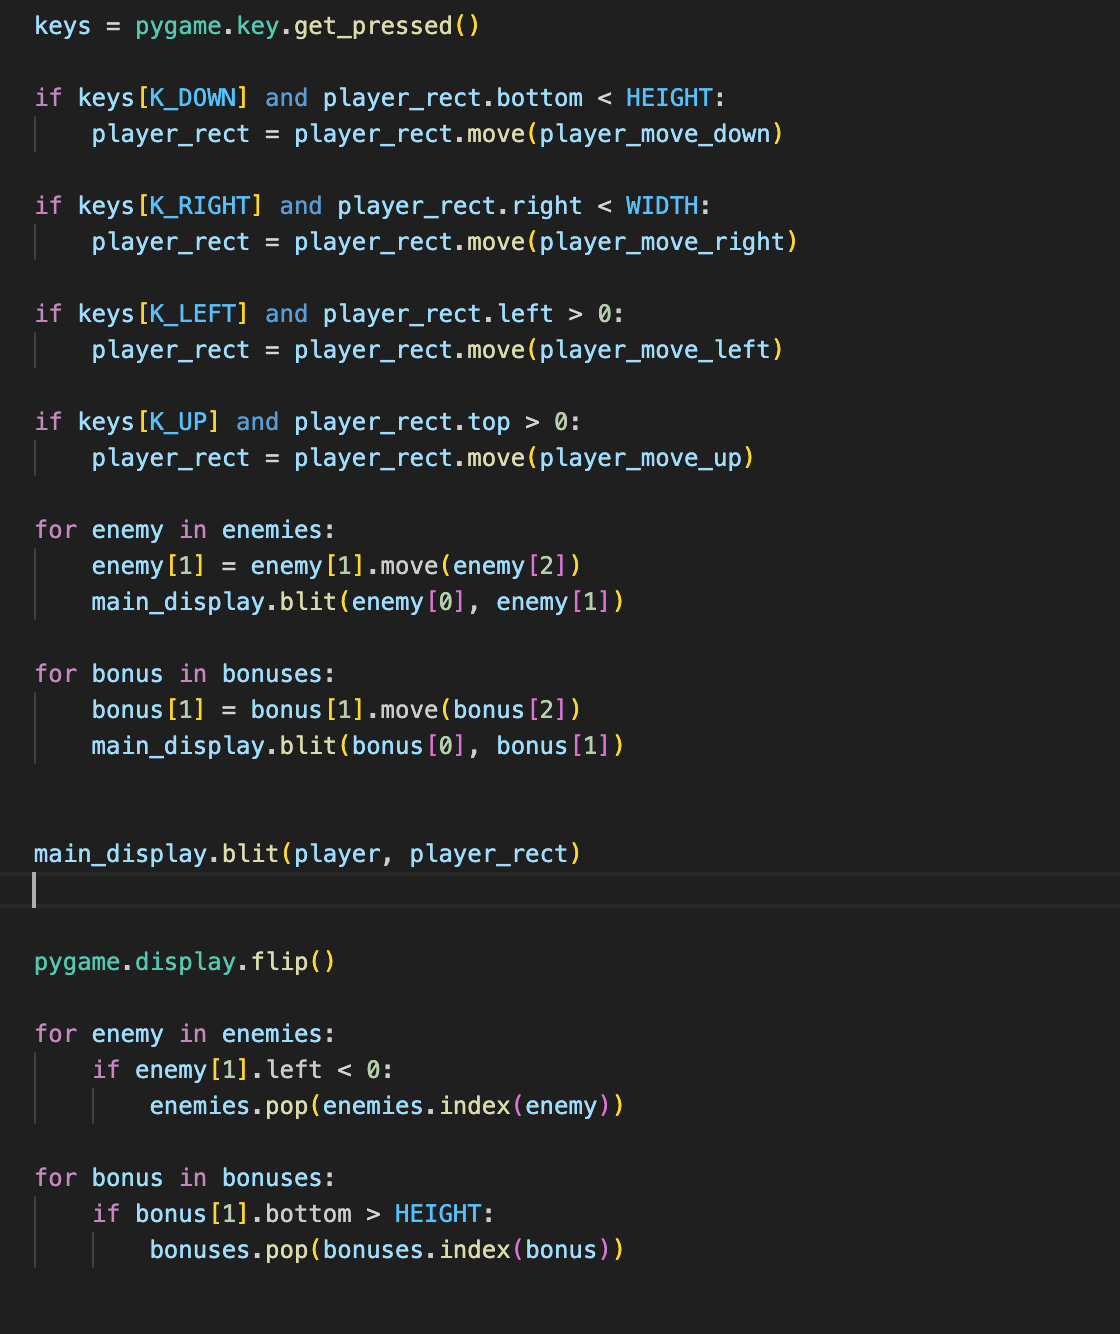 keys = pygame.key.get_pressed()
if keys[K_DOWN] and player_rect.bottom < HEIGHT:
    player_rect = player_rect.move(player_move_down)
if keys[K_RIGHT] and player_rect.right < WIDTH:
    player_rect = player_rect.move(player_move_right)
if keys[K_LEFT] and player_rect.left > 0:
    player_rect = player_rect.move(player_move_left)
if keys[K_UP] and player_rect.top > 0:
    player_rect = player_rect.move(player_move_up)
for enemy in enemies:
    enemy[1] = enemy[1].move(enemy[2])
    main_display.blit(enemy[0], enemy[1])
for bonus in bonuses:
    bonus[1] = bonus[1].move(bonus[2])
    main_display.blit(bonus[0], bonus[1])
main_display.blit(player, player_rect)
pygame.display.flip()
for enemy in enemies:
    if enemy[1].left < 0:
        enemies.pop(enemies.index(enemy))
for bonus in bonuses:
    if bonus[1].bottom > HEIGHT:
        bonuses.pop(bonuses.index(bonus))